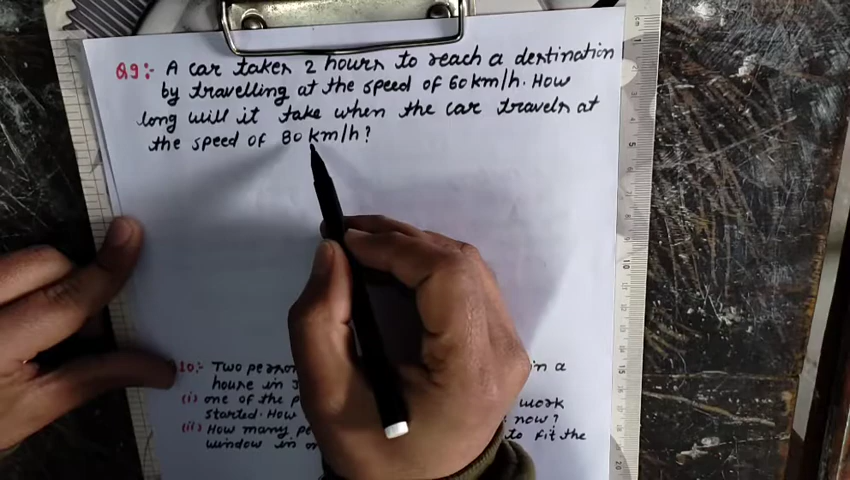 Q9:- A car takes 2 hours to reach a destination
by travelling at the speed of 60 km/h. How
long will it take when the car travels at
the speed of 80 km/h?
10:- Two in a
house in
(i) one of the work
started. How now?
(ii) How many to fit the
window in